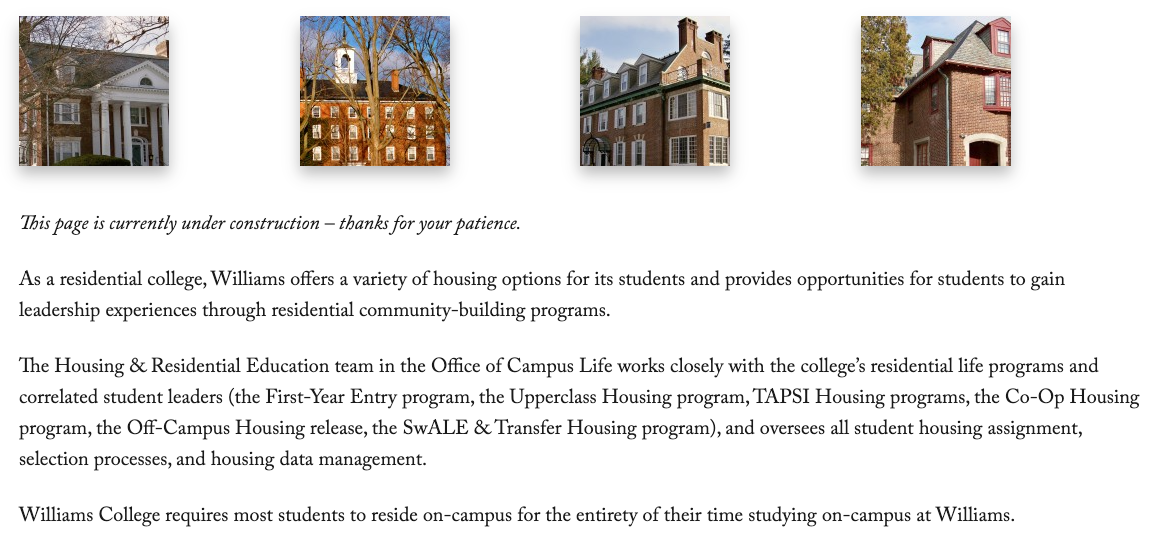 This page is currently under construction – thanks for your patience.
As a residential college, Williams offers a variety of housing options for its students and provides opportunities for students to gain
leadership experiences through residential community-building programs.
The Housing & Residential Education team in the Office of Campus Life works closely with the college’s residential life programs and
correlated student leaders (the First-Year Entry program, the Upperclass Housing program, TAPSI Housing programs, the Co-Op Housing
program, the Off-Campus Housing release, the SwALE & Transfer Housing program), and oversees all student housing assignment,
selection processes, and housing data management.
Williams College requires most students to reside on-campus for the entirety of their time studying on-campus at Williams.